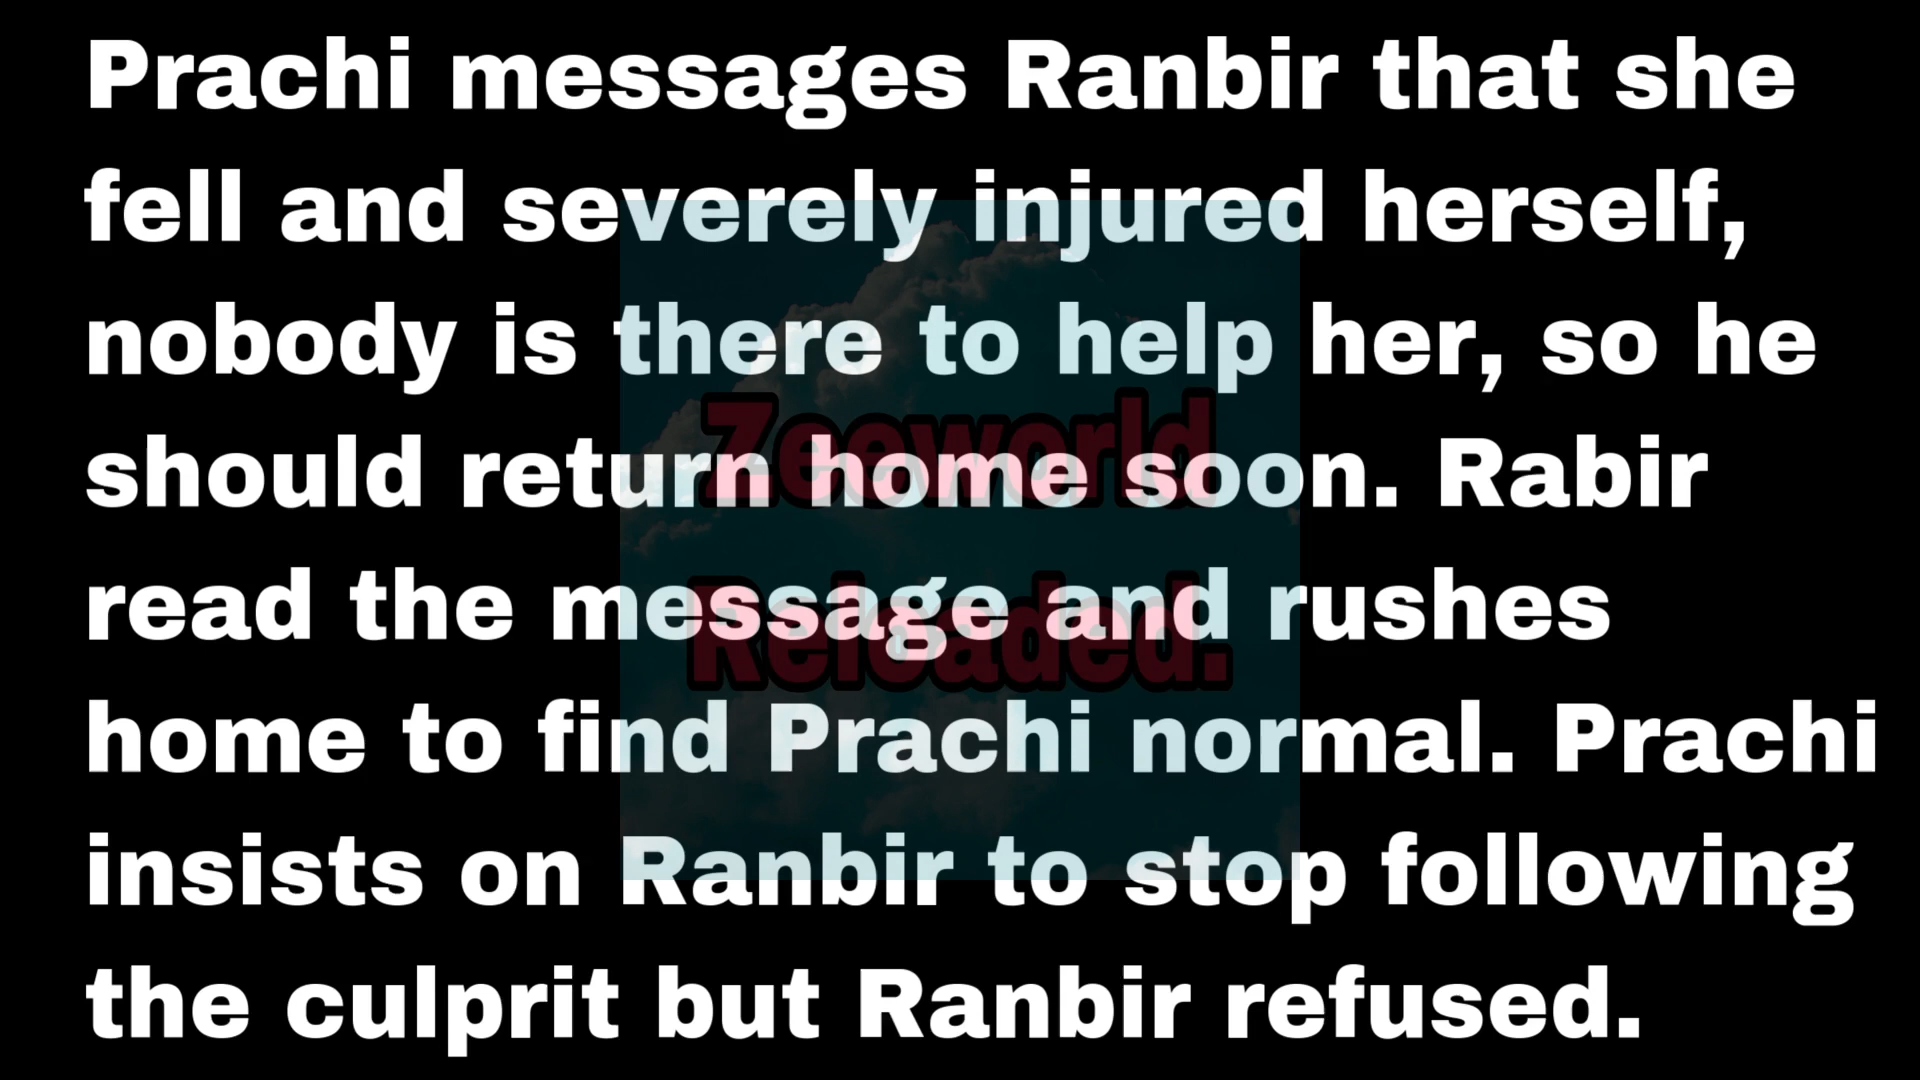 Prachi messages Ranbir that she
fell and severely injured herself,
nobody is there to help her, so he
should return home soon. Rabir
read the message and rushes
home to find Prachi normal. Prachi
insists on Ranbir to stop following
the culprit but Ranbir refused.
Zeeworld
Reloaded.